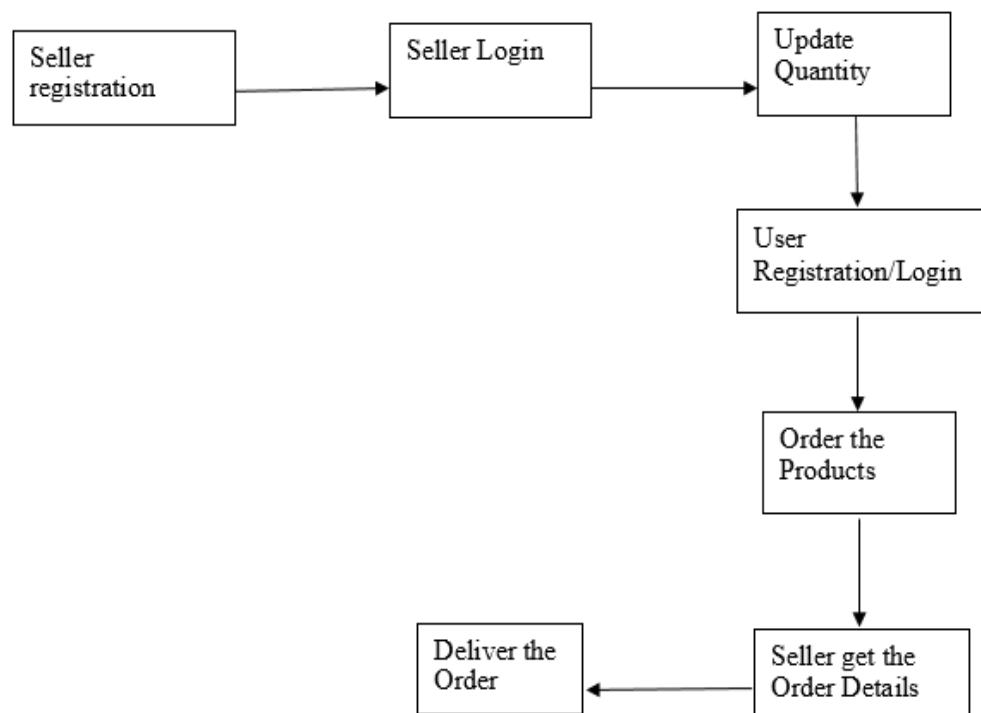 Seller
registration
Seller Login
Update
Quantity
User
Registration/Login
Order the
Products
Seller get the
Order Details
Deliver the
Order